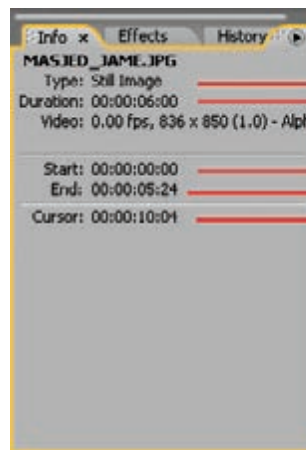 Info x Effects History
MASJED_JAME.JPG
Type: Still Image
Duration: 00:00:06:00
Video: 0.00 fps, 836 x 850 (1.0) - Alph
Start: 00:00:00:00
End: 00:00:05:24
Cursor: 00:00:10:04